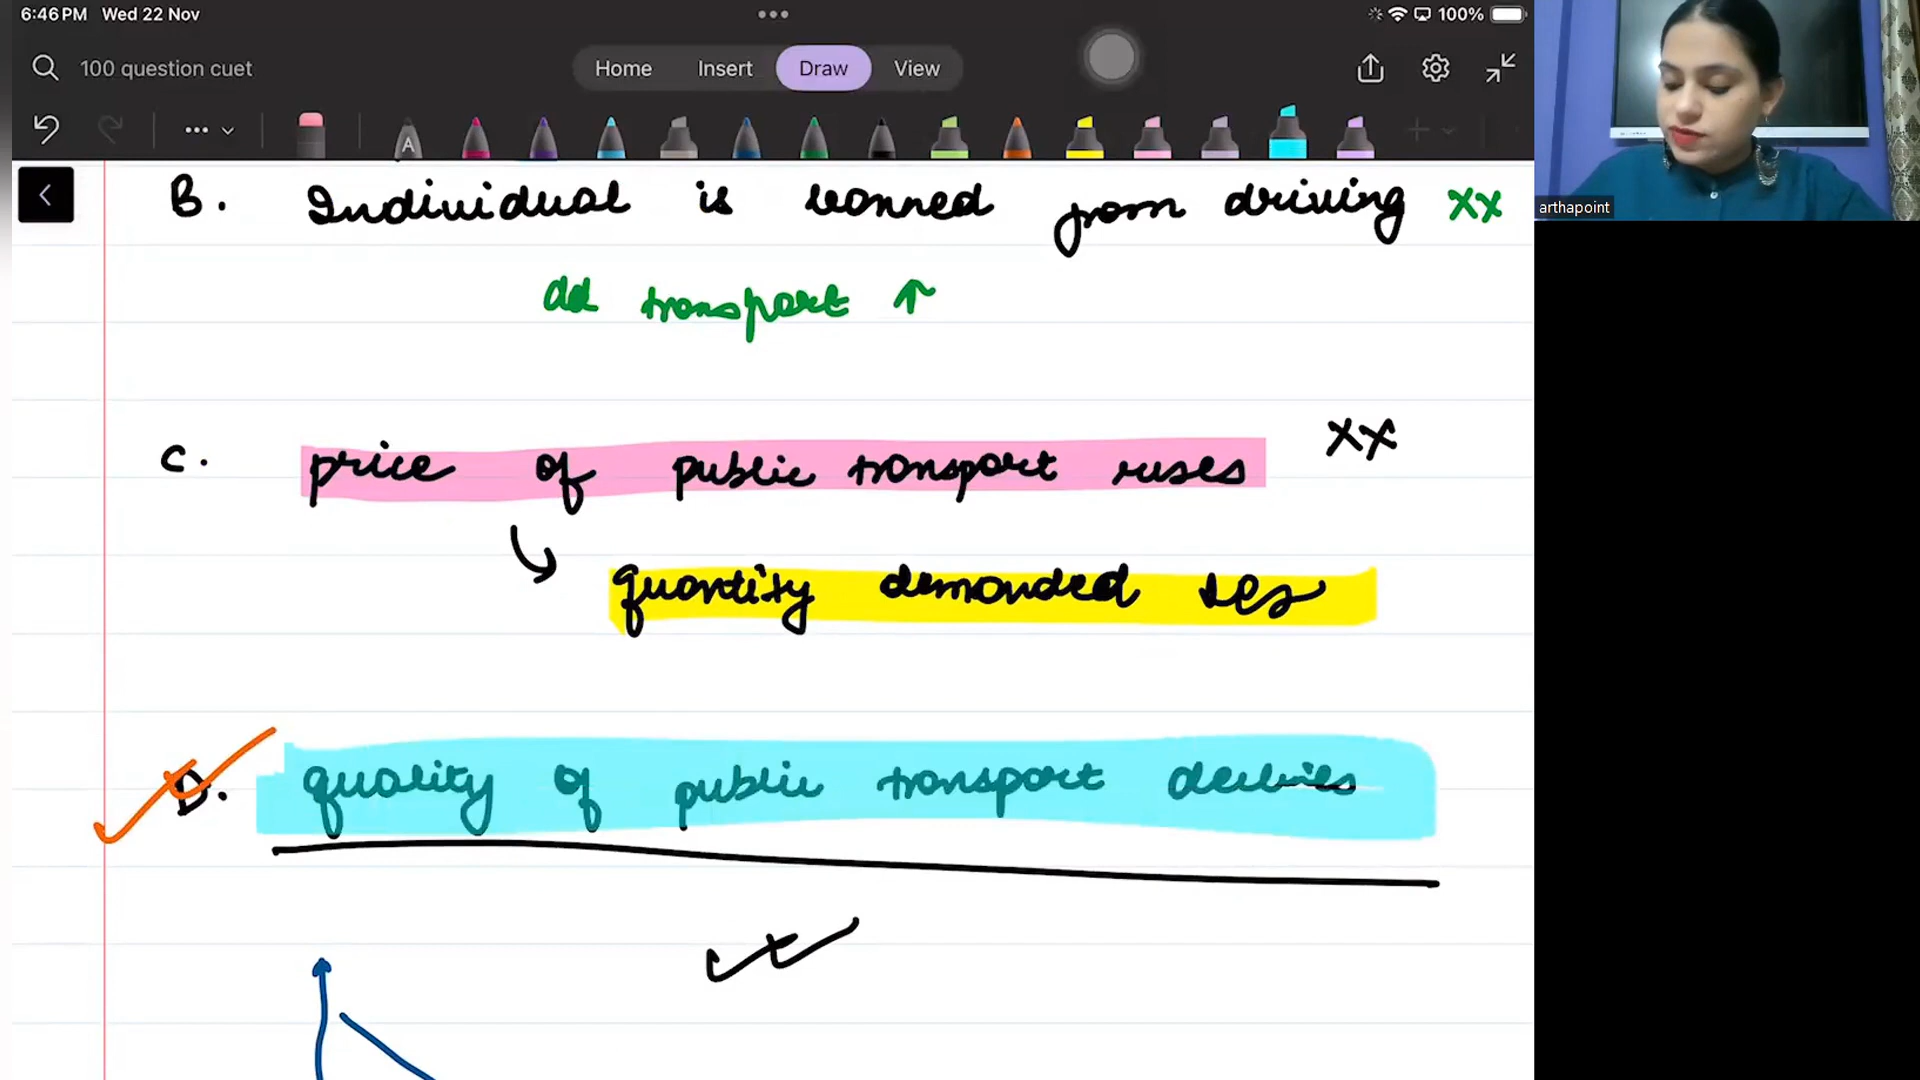 6:46 PM Wed 22 Nov
100%
100 question cuet
Home Insert Draw View
A
arthapoint
B. Individual is banned from driving xx
dd transport ↑
C. price of public transport rises xx
quantity demanded ↓es
D. quality of public transport declines